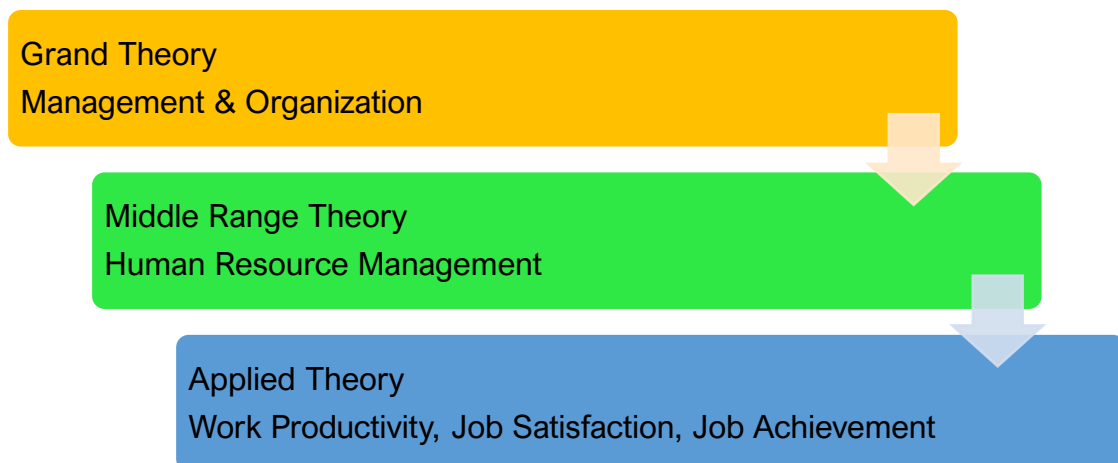 Grand Theory
Management & Organization
Middle Range Theory
Human Resource Management
Applied Theory
Work Productivity, Job Satisfaction, Job Achievement